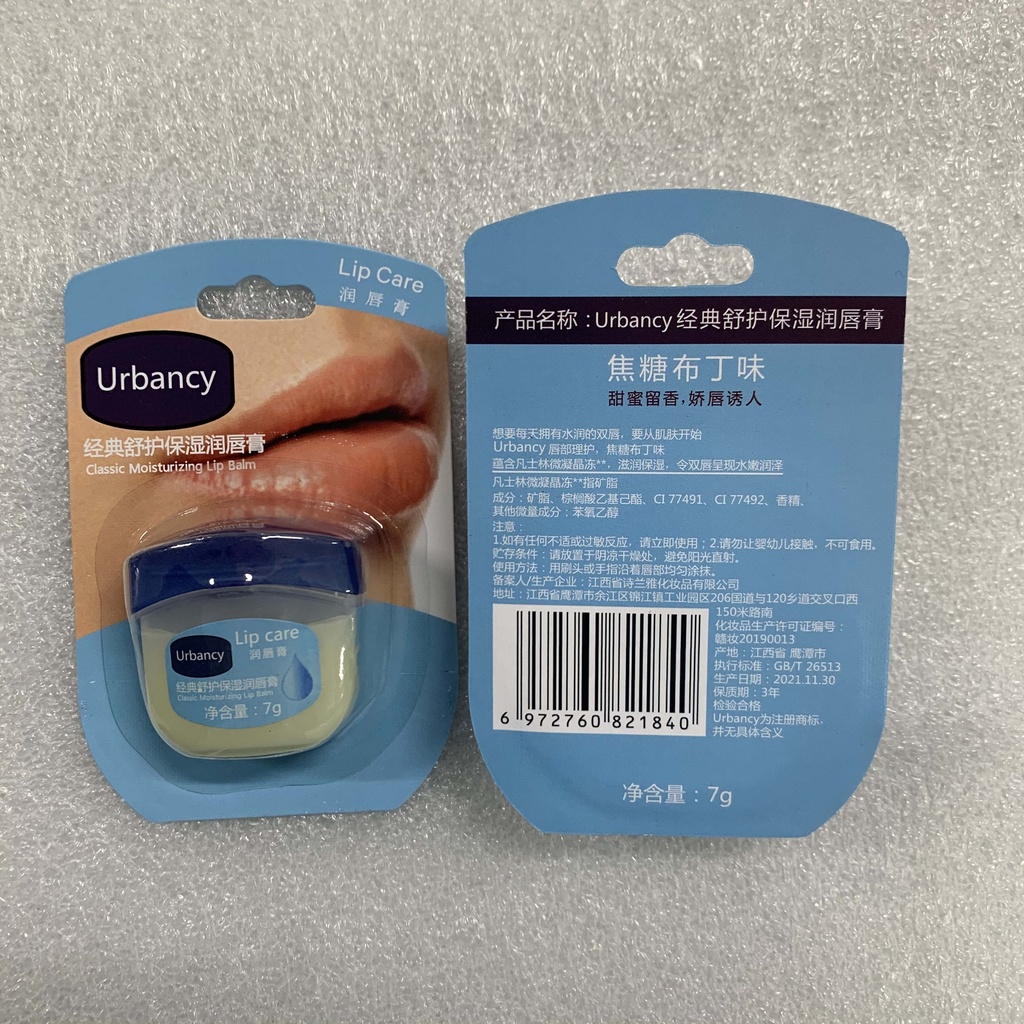 Lip Care
润唇膏
Urbancy
经典舒护保湿润唇膏
Classic Moisturizing Lip Balm
Urbancy
Lip care
润唇膏
经典舒护保湿润唇膏
Classic Moisturizing Lip Balm
净含量：7g
产品名称：Urbancy经典舒护保湿润唇膏
焦糖布丁味
甜蜜留香,娇唇诱人
想要每天拥有水润的双唇，要从肌肤开始
Urbancy 唇部理护，焦糖布丁味
蕴含凡士林微凝晶冻**，滋润保湿，令双唇呈现水嫩润泽
凡士林微凝晶冻**指矿脂
成分：矿脂、棕榈酸乙基己酯、CI 77491、CI 77492、香精、
其他微量成分：苯氧乙醇
注意：
1.如有任何不适或过敏反应，请立即使用；2.请勿让婴幼儿接触，不可食用。
贮存条件：请放置于阴凉干燥处，避免阳光直射。
使用方法：用刷头或手指沿着唇部均匀涂抹。
备案人/生产企业：江西省诗兰雅化妆品有限公司
地址：江西省鹰潭市余江区锦江镇工业园区206国道与120乡道交叉口西
150米路南
化妆品生产许可证编号：
赣妆20190013
产地：江西省 鹰潭市
执行标准：GB/T 26513
生产日期：2021.11.30
保质期：3年
检验合格
Urbancy为注册商标，
并无具体含义
6 972760 821840
净含量：7g